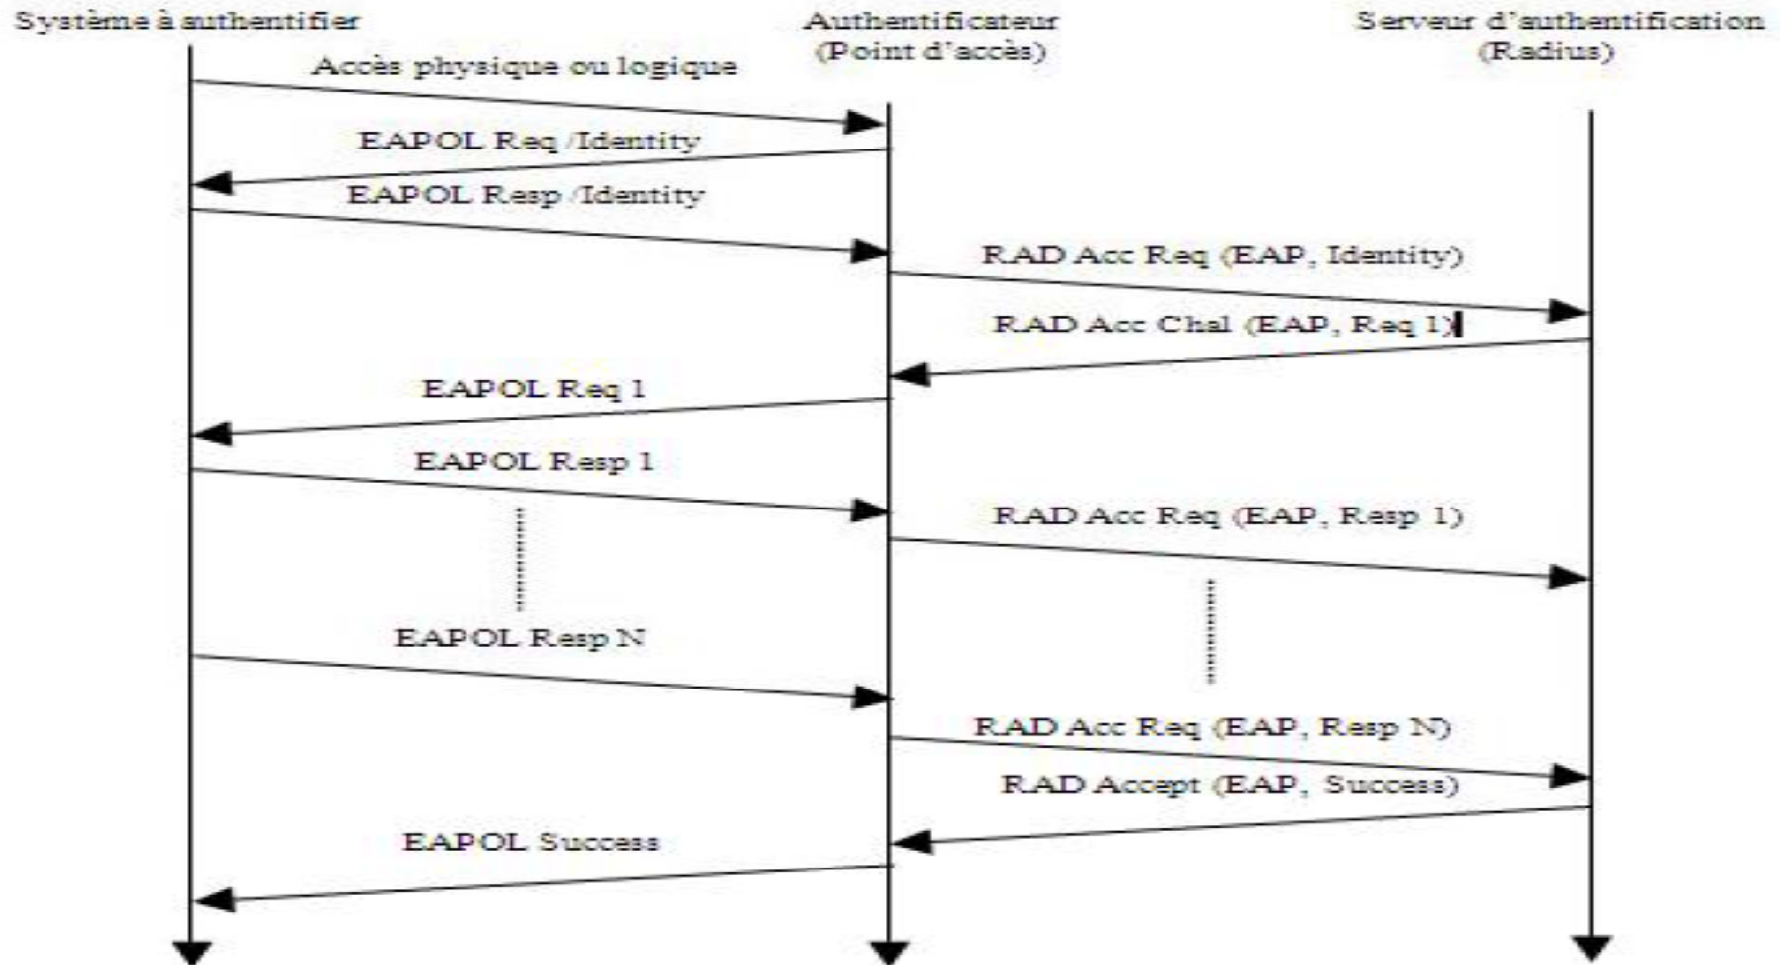 Système à authentifier
Authentificateur
(Point d'accès)
Serveur d'authentification
(Radius)
Accès physique ou logique
EAPOL Req /Identity
EAPOL Resp /Identity
RAD Acc Req (EAP, Identity)
RAD Acc Chal (EAP, Req 1)
EAPOL Req 1
EAPOL Resp 1
RAD Acc Req (EAP, Resp 1)
EAPOL Resp N
RAD Acc Req (EAP, Resp N)
RAD Accept (EAP, Success)
EAPOL Success